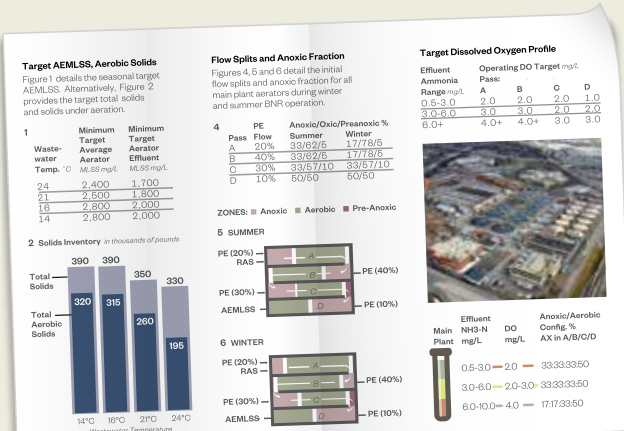 Target AEMLSS, Aerobic Solids
Figure 1 details the seasonal target
AEMLSS. Alternatively, Figure 2
provides the target total solids
and solids under aeration.
1
Waste-
water
Temp. °C
Minimum
Target
Average
Aerator
MLSS mg/L
Minimum
Target
Aerator
Effluent
MLSS mg/L
24 2,400 1,700
21 2,500 1,800
16 2,800 2,000
14 2,800 2,000
2 Solids Inventory in thousands of pounds
390 390 350 330
Total
Solids
320 315 260 195
Total
Aerobic
Solids
14°C 16°C 21°C 24°C
Wastewater Temperature
Flow Splits and Anoxic Fraction
Figures 4, 5 and 6 detail the initial
flow splits and anoxic fraction for all
main plant aerators during winter
and summer BNR operation.
4
Pass
PE
Flow
Anoxic/Oxic/Preanoxic %
Summer Winter
A 20% 33/62/5 17/78/5
B 40% 33/62/5 17/78/5
C 30% 33/57/10 33/57/10
D 10% 50/50 50/50
ZONES: Anoxic Aerobic Pre-Anoxic
5 SUMMER
PE (20%)
RAS
A
B
PE (40%)
PE (30%)
C
AEMLSS
D
PE (10%)
6 WINTER
PE (20%)
RAS
A
B
PE (40%)
PE (30%)
C
AEMLSS
D
PE (10%)
Target Dissolved Oxygen Profile
Effluent
Ammonia
Range mg/L
Operating DO Target mg/L
Pass:
A B C D
0.5-3.0 2.0 2.0 2.0 1.0
3.0-6.0 3.0 3.0 2.0 2.0
6.0+ 4.0+ 4.0+ 3.0 3.0
Main
Plant
Effluent
NH3-N
mg/L
DO
mg/L
Anoxic/Aerobic
Config. %
AX in A/B/C/D
0.5-3.0 2.0 33:33:33:50
3.0-6.0 2.0-3.0 33:33:33:50
6.0-10.0 4.0 17:17:33:50